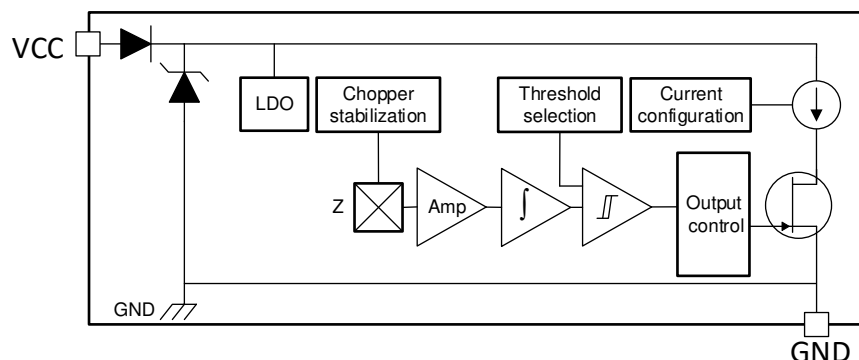 VCC
LDO
Chopper
stabilization
Threshold
selection
Current
configuration
Z
Amp
∫
Output
control
GND
GND